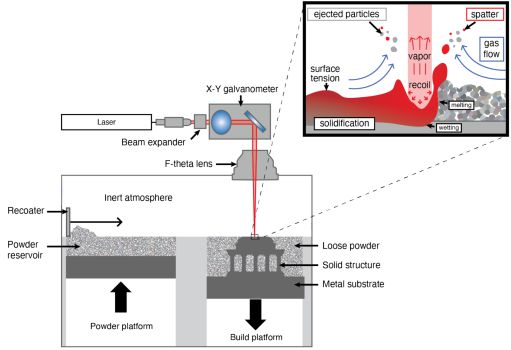 ejected particles
spatter
gas
flow
vapor
surface
tension
recoil
melting
solidification
wetting
X-Y galvanometer
Laser
Beam expander
F-theta lens
Inert atmosphere
Recoater
Powder
reservoir
Loose powder
Solid structure
Metal substrate
Powder platform
Build platform